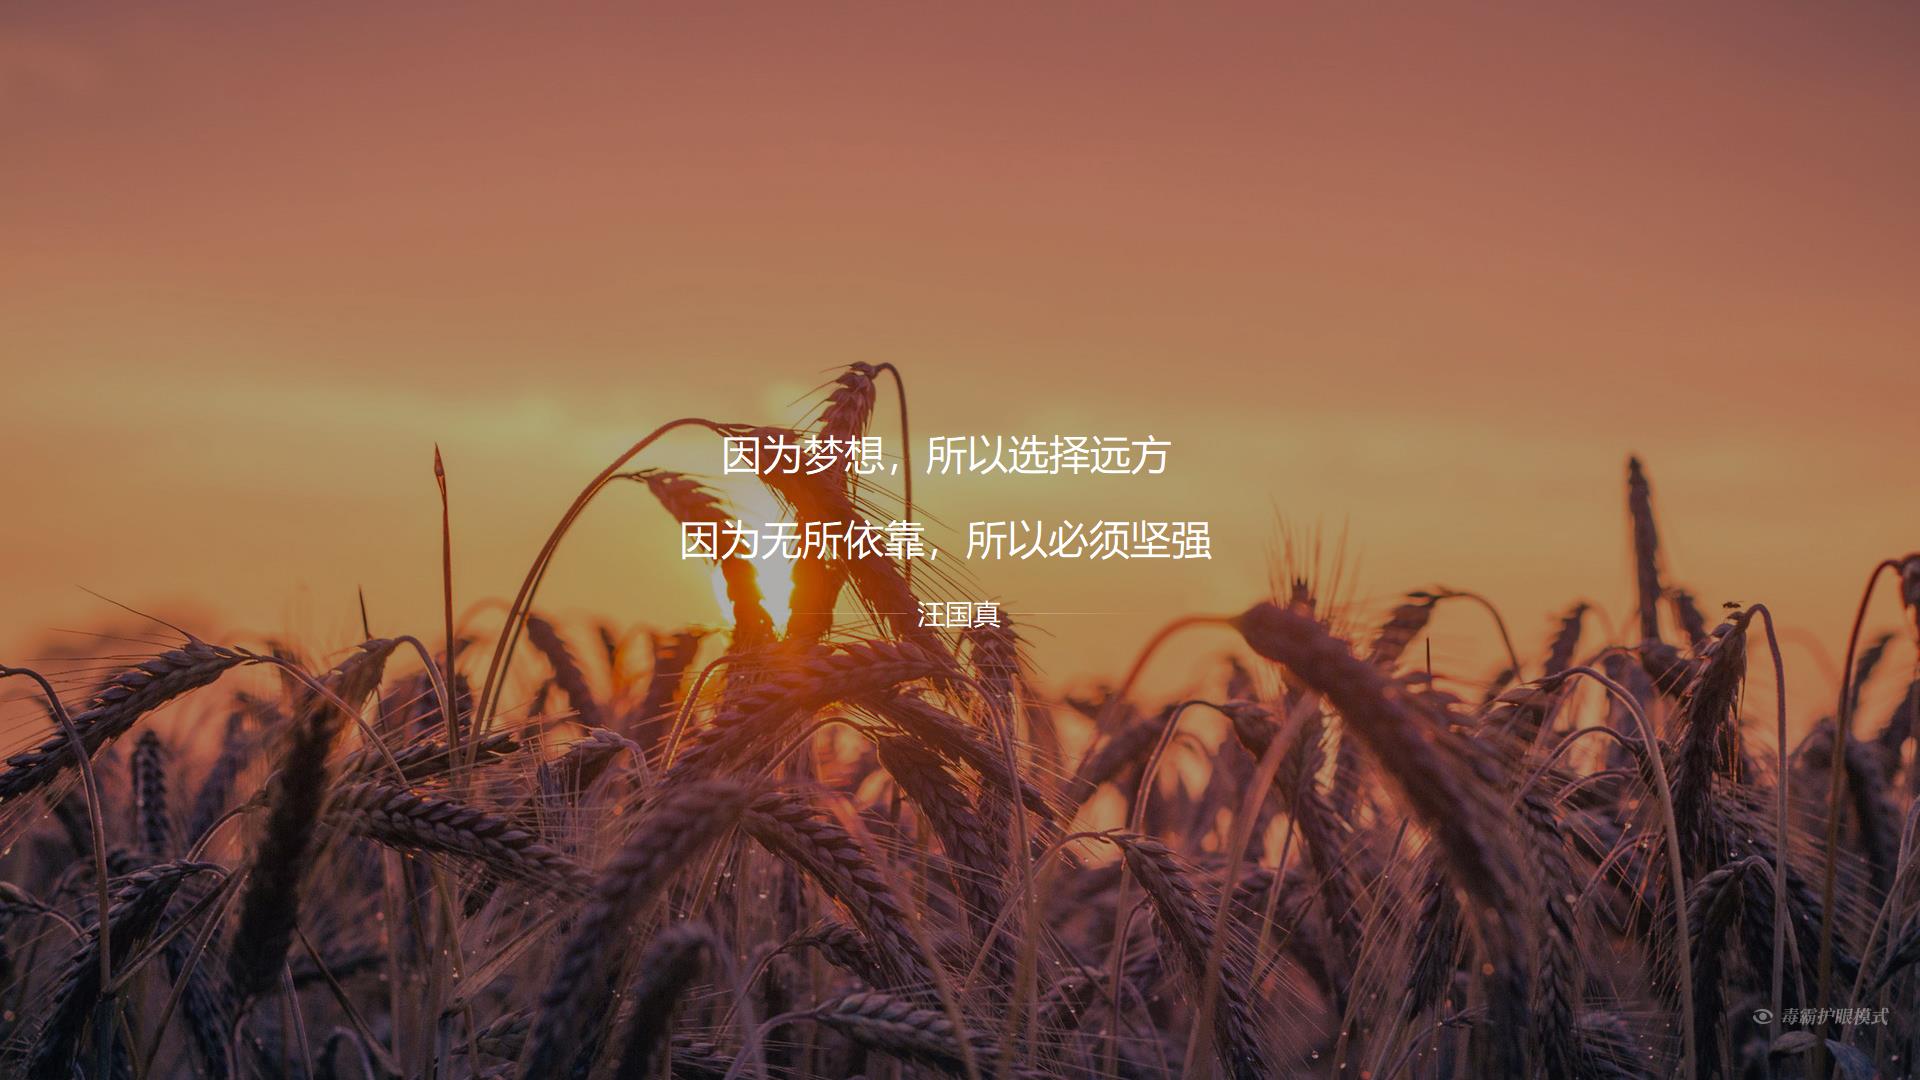 因为梦想，所以选择远方
因为无所依靠，所以必须坚强
汪国真
毒霸护眼模式